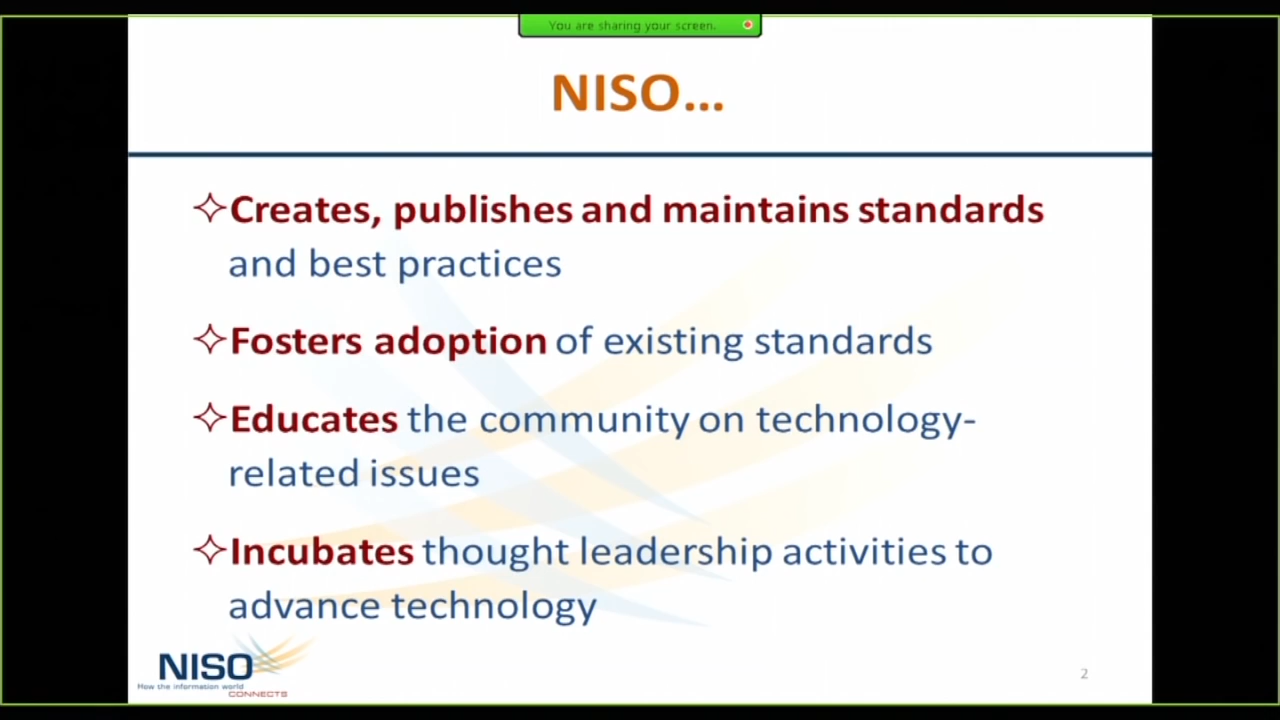 You are sharing your screen.
NISO...
Creates, publishes and maintains standards
and best practices
Fosters adoption of existing standards
Educates the community on technology-
related issues
Incubates thought leadership activities to
advance technology
NISO
How the information world
CONNECTS
2